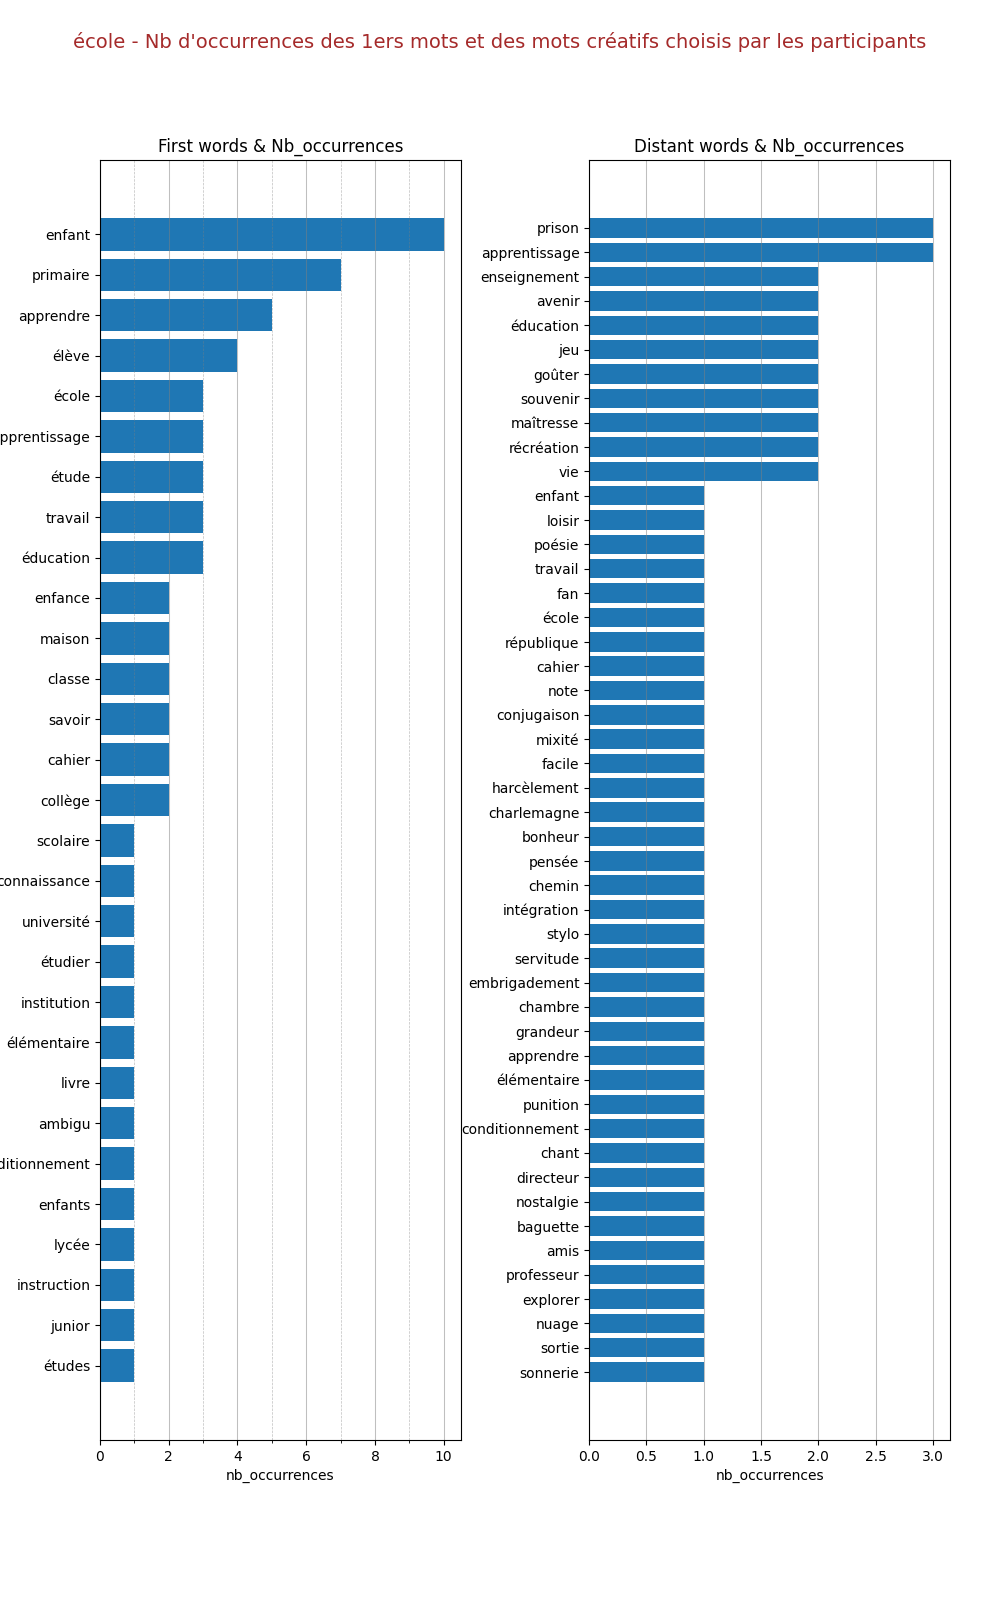 école - Nb d'occurrences des 1ers mots et des mots créatifs choisis par les participants
First words & Nb_occurrences
enfant
primaire
apprendre
élève
école
pprentissage
étude
travail
éducation
enfance
maison
classe
savoir
cahier
collège
scolaire
connaissance
université
étudier
institution
élémentaire
livre
ambigu
ditionnement
enfants
lycée
instruction
junior
études
0 2 4 6 8 10
nb_occurrences
Distant words & Nb_occurrences
prison
apprentissage
enseignement
avenir
éducation
jeu
goûter
souvenir
maîtresse
récréation
vie
enfant
loisir
poésie
travail
fan
école
république
cahier
note
conjugaison
mixité
facile
harcèlement
charlemagne
bonheur
pensée
chemin
intégration
stylo
servitude
embrigadement
chambre
grandeur
apprendre
élémentaire
punition
conditionnement
chant
directeur
nostalgie
baguette
amis
professeur
explorer
nuage
sortie
sonnerie
0.0 0.5 1.0 1.5 2.0 2.5 3.0
nb_occurrences